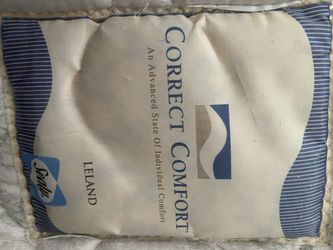 CORRECT COMFORT
An Advanced State Of Individual Comfort
Sealy
LELAND